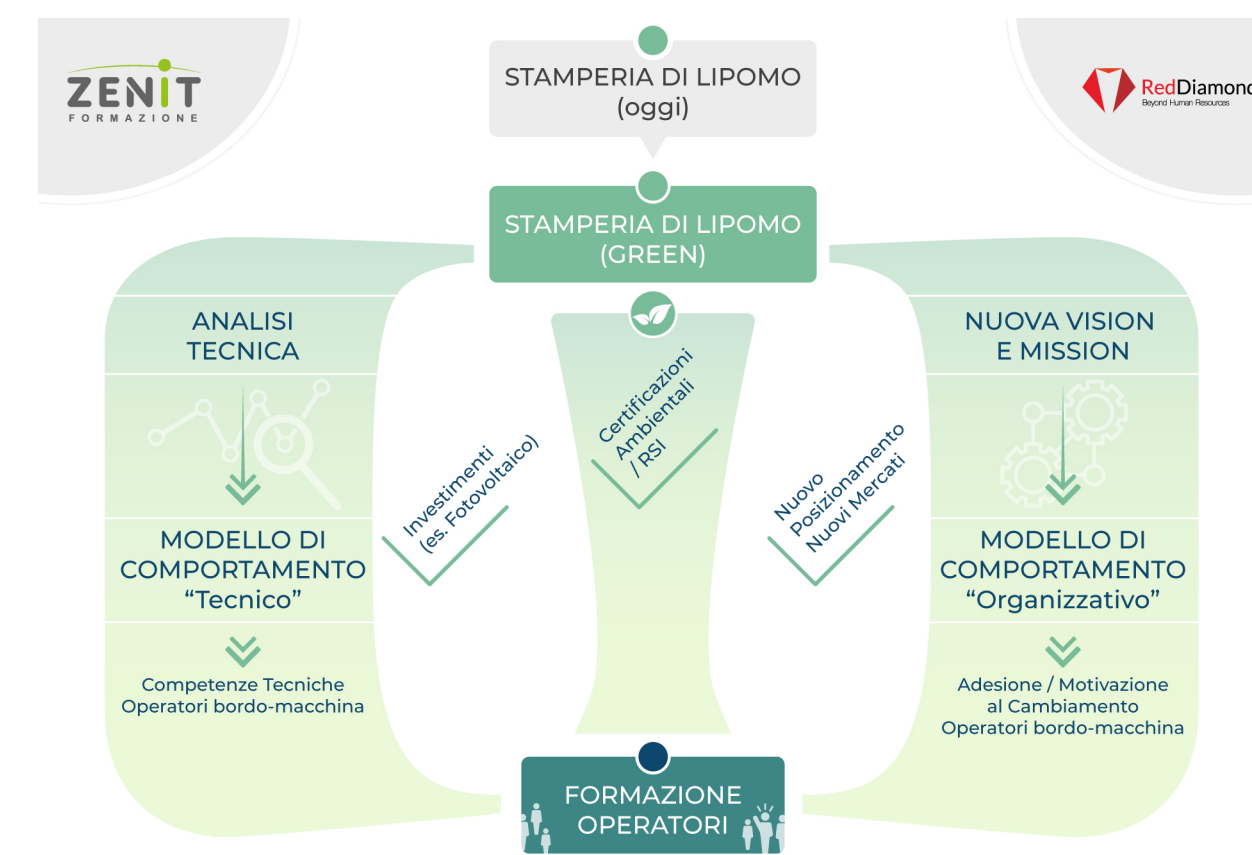 ZENIT
FORMAZIONE
STAMPERIA DI LIPOMO
(oggi)
RedDiamond
Beyond Human Resources
STAMPERIA DI LIPOMO
(GREEN)
ANALISI
TECNICA
MODELLO DI
COMPORTAMENTO
“Tecnico”
Competenze Tecniche
Operatori bordo-macchina
Investimenti
(es. Fotovoltaico)
Certificazioni
Ambientali
/ RSI
Nuovo
Posizionamento
Nuovi Mercati
NUOVA VISION
E MISSION
MODELLO DI
COMPORTAMENTO
“Organizzativo”
Adesione / Motivazione
al Cambiamento
Operatori bordo-macchina
FORMAZIONE
OPERATORI